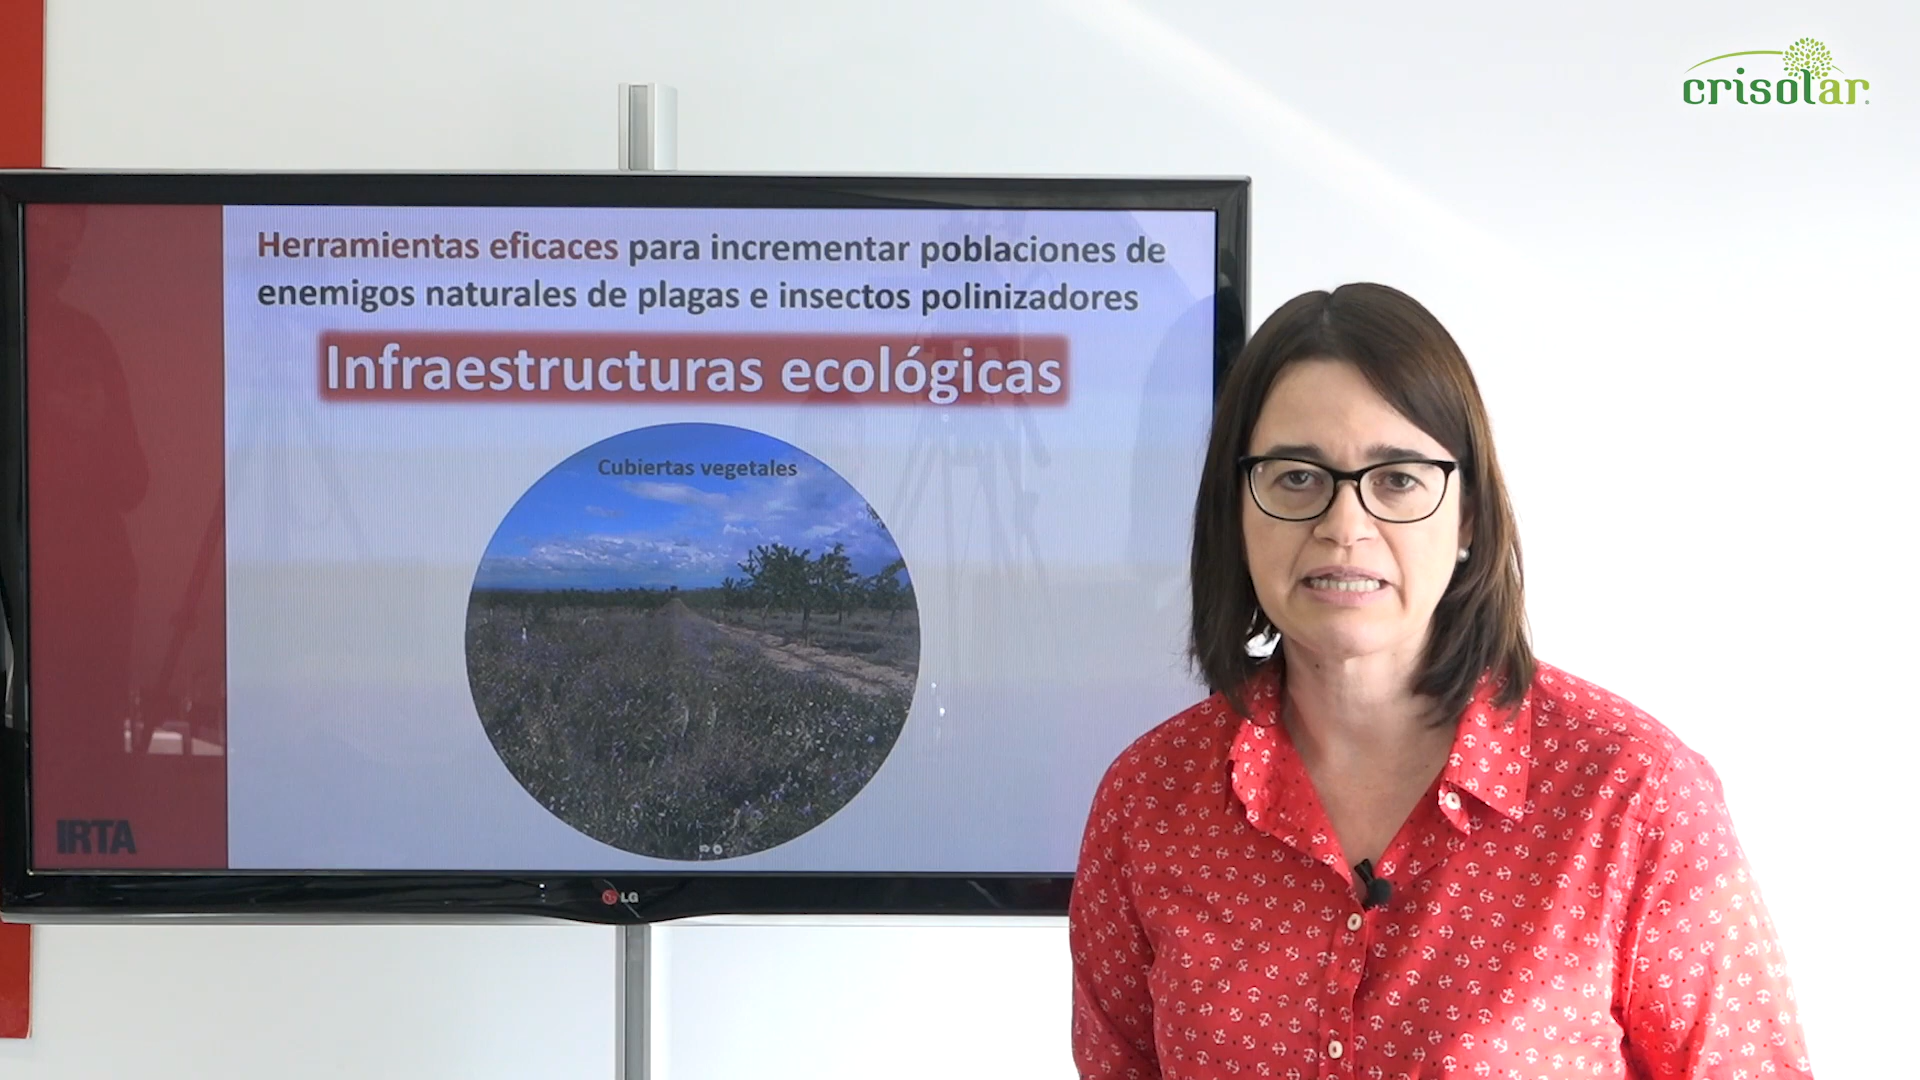 crisolar
Herramientas eficaces para incrementar poblaciones de
enemigos naturales de plagas e insectos polinizadores
Infraestructuras ecológicas
Cubiertas vegetales
IRTA
LG